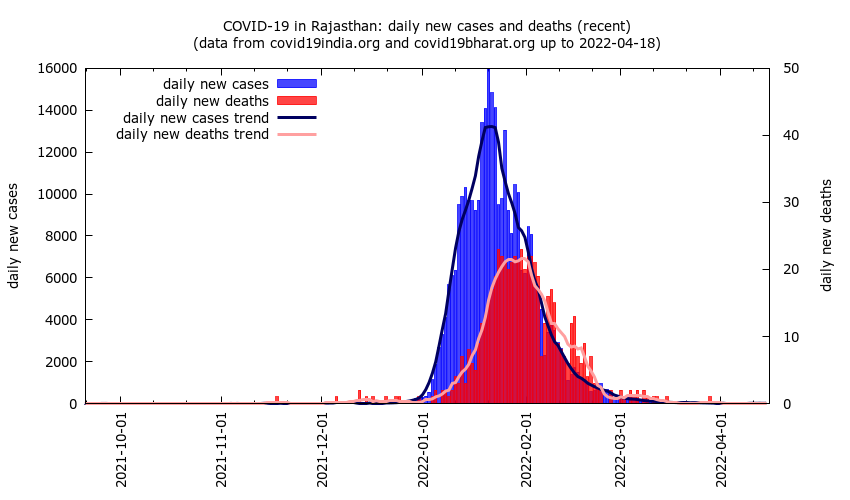 COVID-19 in Rajasthan: daily new cases and deaths (recent)
(data from covid19india.org and covid19bharat.org up to 2022-04-18)
daily new cases
daily new deaths
daily new cases trend
daily new deaths trend
16000
14000
12000
10000
8000
6000
4000
2000
0
daily new cases
50
40
30
20
10
0
daily new deaths
2021-10-01
2021-11-01
2021-12-01
2022-01-01
2022-02-01
2022-03-01
2022-04-01